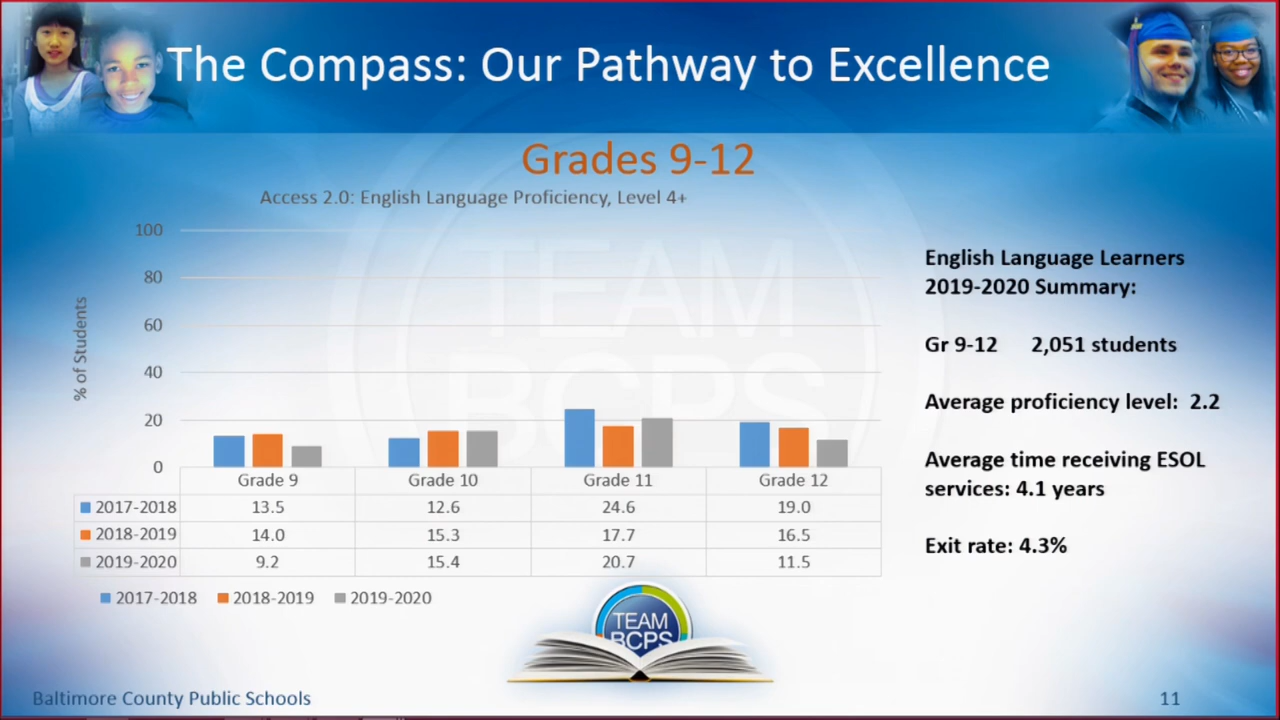 The Compass: Our Pathway to Excellence
Grades 9-12
Access 2.0: English Language Proficiency, Level 4+
% of Students
100
80
60
40
20
0
Grade 9 Grade 10 Grade 11 Grade 12
2017-2018 13.5 12.6 24.6 19.0
2018-2019 14.0 15.3 17.7 16.5
2019-2020 9.2 15.4 20.7 11.5
2017-2018 2018-2019 2019-2020
English Language Learners
2019-2020 Summary:
Gr 9-12 2,051 students
Average proficiency level: 2.2
Average time receiving ESOL
services: 4.1 years
Exit rate: 4.3%
TEAM
BCPS
TEAM
BCPS
Baltimore County Public Schools
11